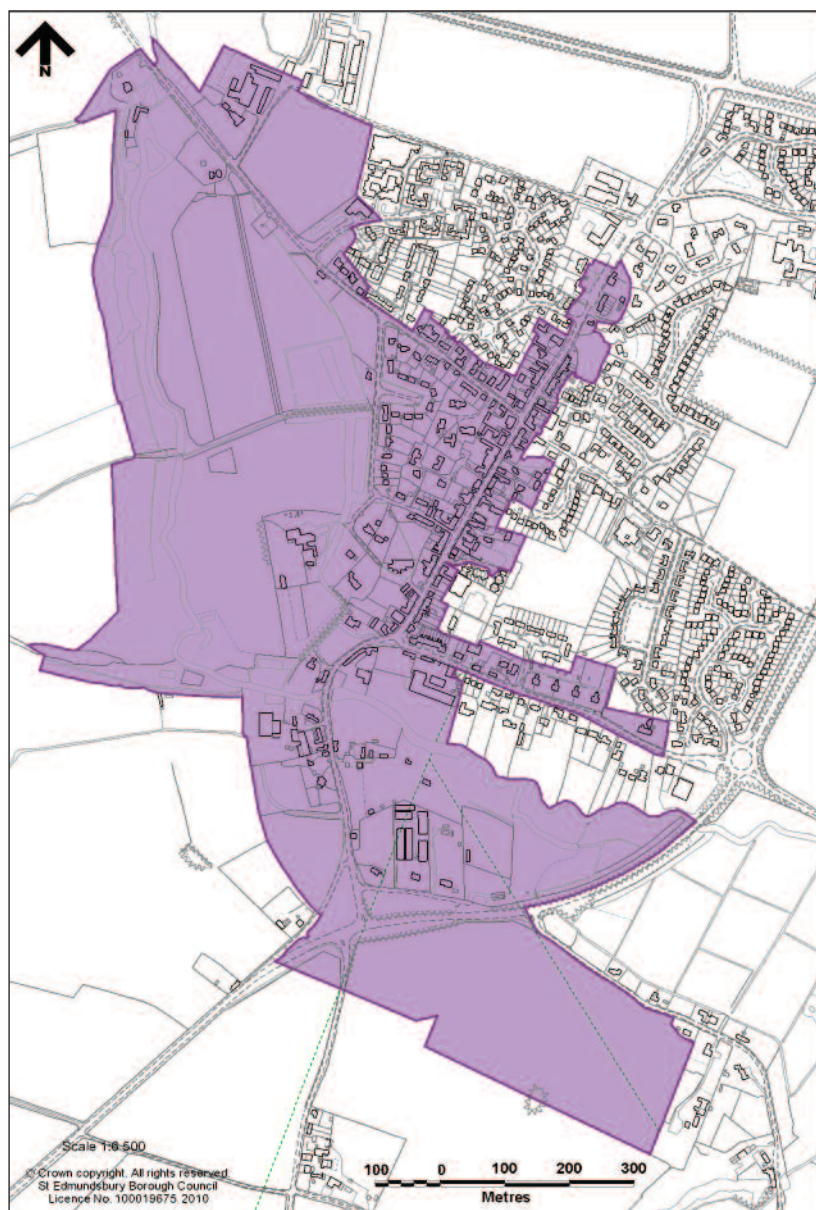 N
Scale 1:6 500
© Crown copyright. All rights reserved
St Edmundsbury Borough Council
Licence No. 100019675 2010
100 0 100 200 300
Metres